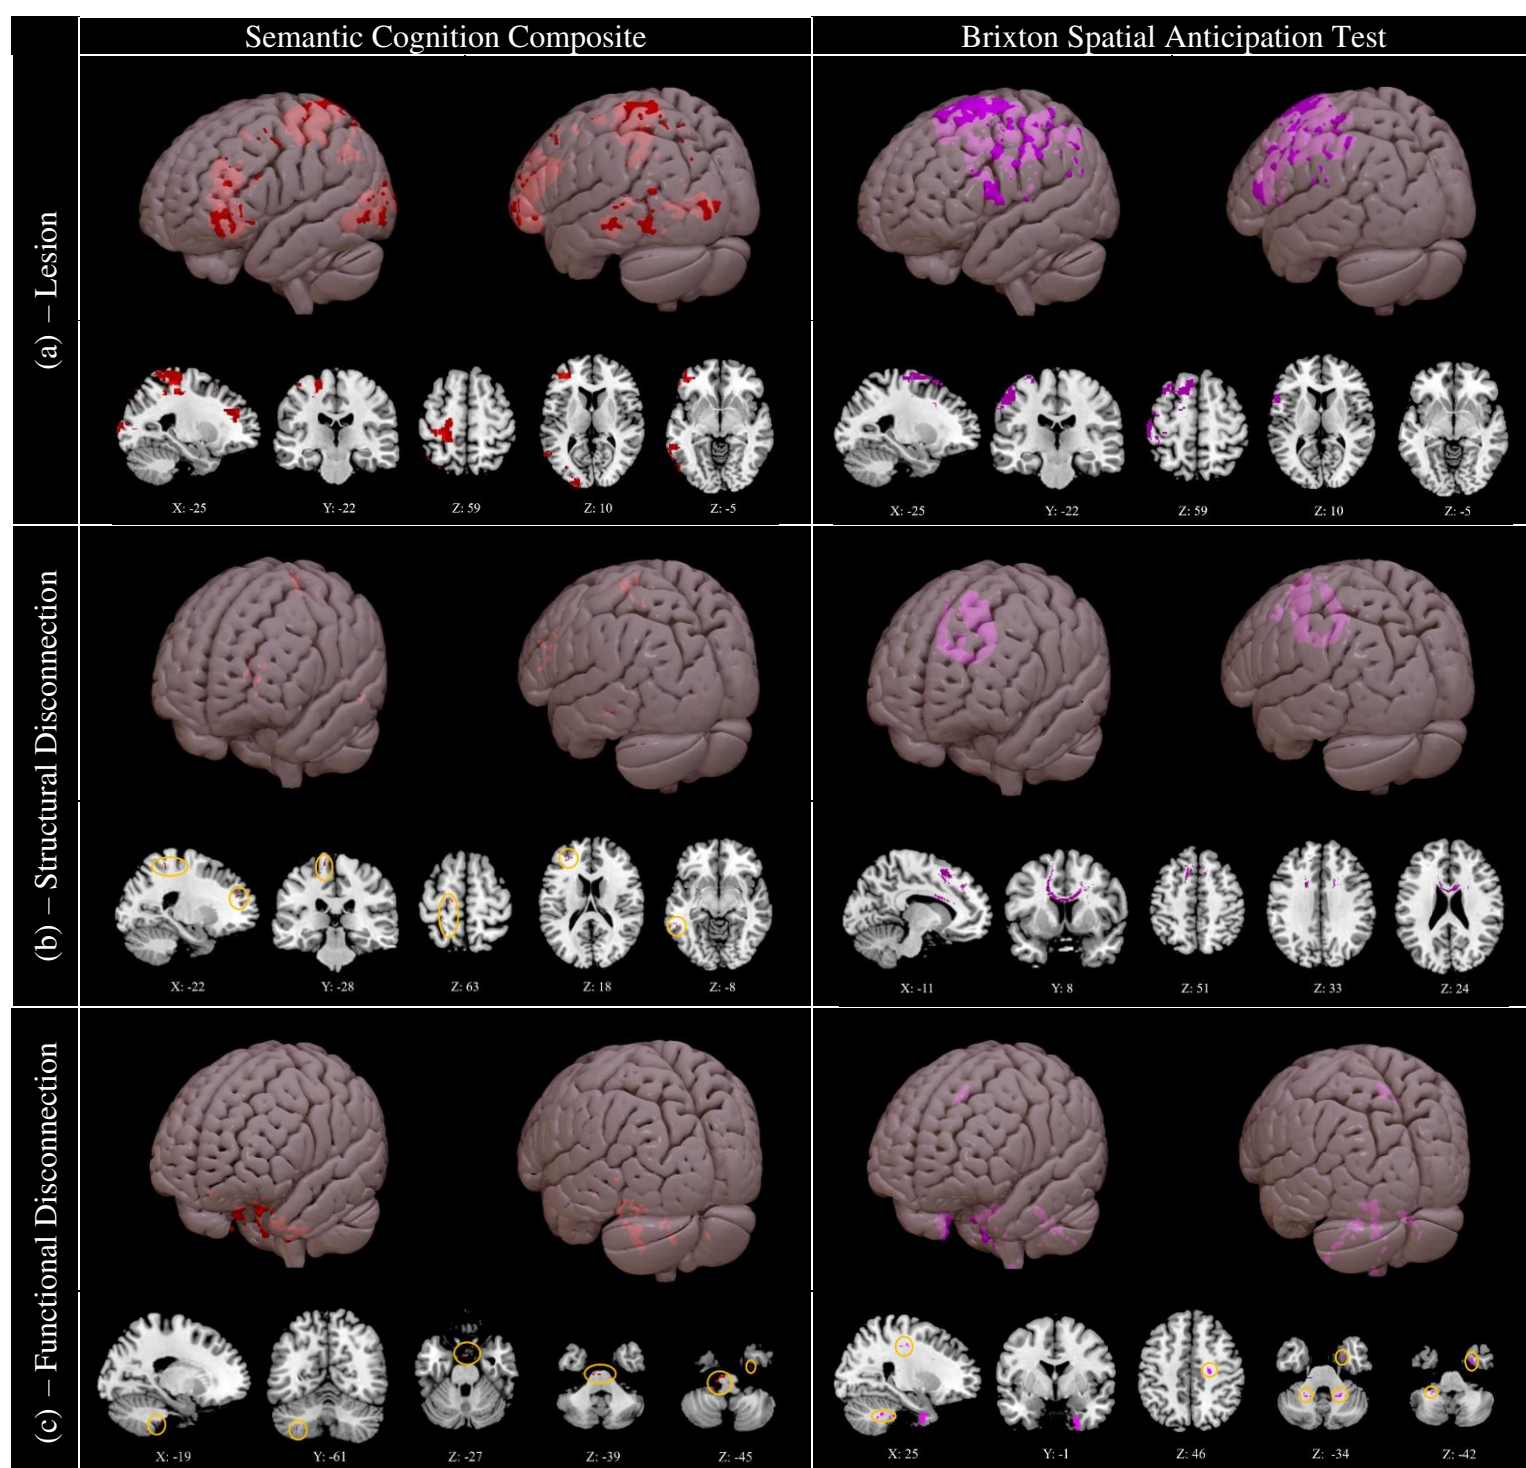 Semantic Cognition Composite
Brixton Spatial Anticipation Test
(a) – Lesion
X: -25
Y: -22
Z: 59
Z: 10
Z: -5
X: -25
Y: -22
Z: 59
Z: 10
Z: -5
(b) – Structural Disconnection
X: -22
Y: -28
Z: 63
Z: 18
Z: -8
X: -11
Y: 8
Z: 51
Z: 33
Z: 24
(c) – Functional Disconnection
X: -19
Y: -61
Z: -27
Z: -39
Z: -45
X: 25
Y: -1
Z: 46
Z: -34
Z: -42